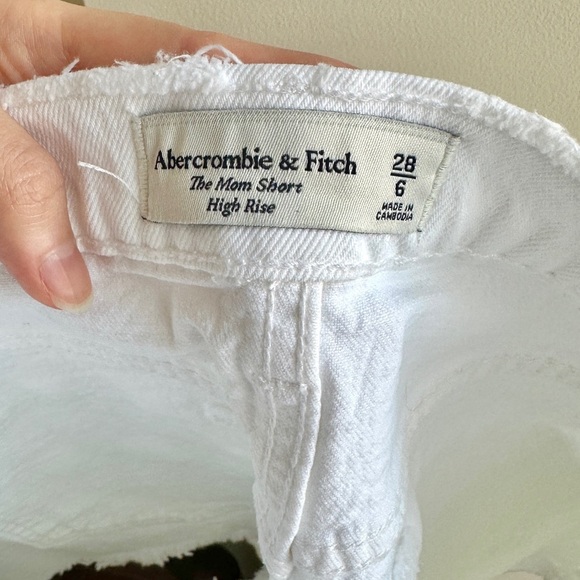 Abercrombie & Fitch
The Mom Short
High Rise
28
6
MADE IN
CAMBODIA